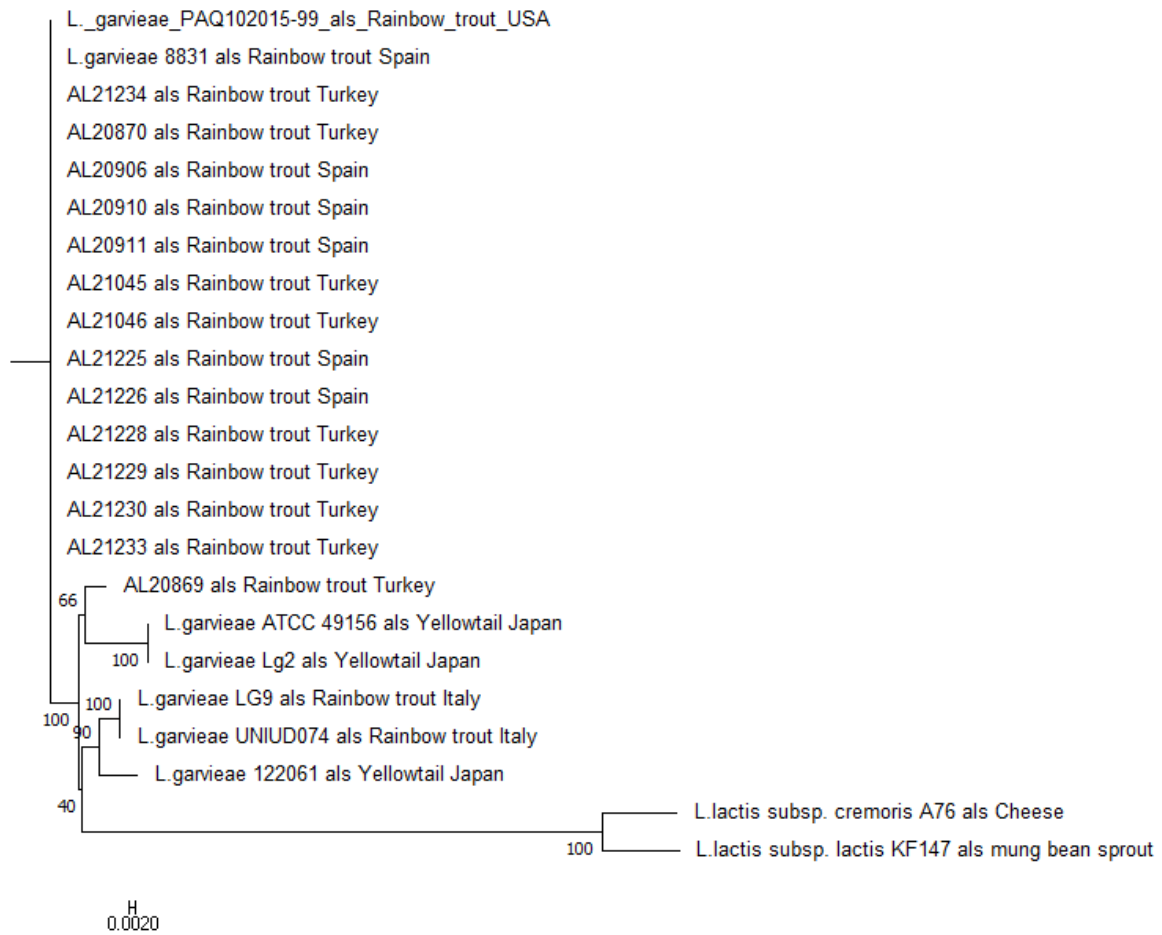 L._garvieae_PAQ102015-99_als_Rainbow_trout_USA
L.garvieae 8831 als Rainbow trout Spain
AL21234 als Rainbow trout Turkey
AL20870 als Rainbow trout Turkey
AL20906 als Rainbow trout Spain
AL20910 als Rainbow trout Spain
AL20911 als Rainbow trout Spain
AL21045 als Rainbow trout Turkey
AL21046 als Rainbow trout Turkey
AL21225 als Rainbow trout Spain
AL21226 als Rainbow trout Spain
AL21228 als Rainbow trout Turkey
AL21229 als Rainbow trout Turkey
AL21230 als Rainbow trout Turkey
AL21233 als Rainbow trout Turkey
AL20869 als Rainbow trout Turkey
66
L.garvieae ATCC 49156 als Yellowtail Japan
100
L.garvieae Lg2 als Yellowtail Japan
L.garvieae LG9 als Rainbow trout Italy
100
100
90
L.garvieae UNIUD074 als Rainbow trout Italy
L.garvieae 122061 als Yellowtail Japan
40
L.lactis subsp. cremoris A76 als Cheese
100
L.lactis subsp. lactis KF147 als mung bean sprout
0.0020